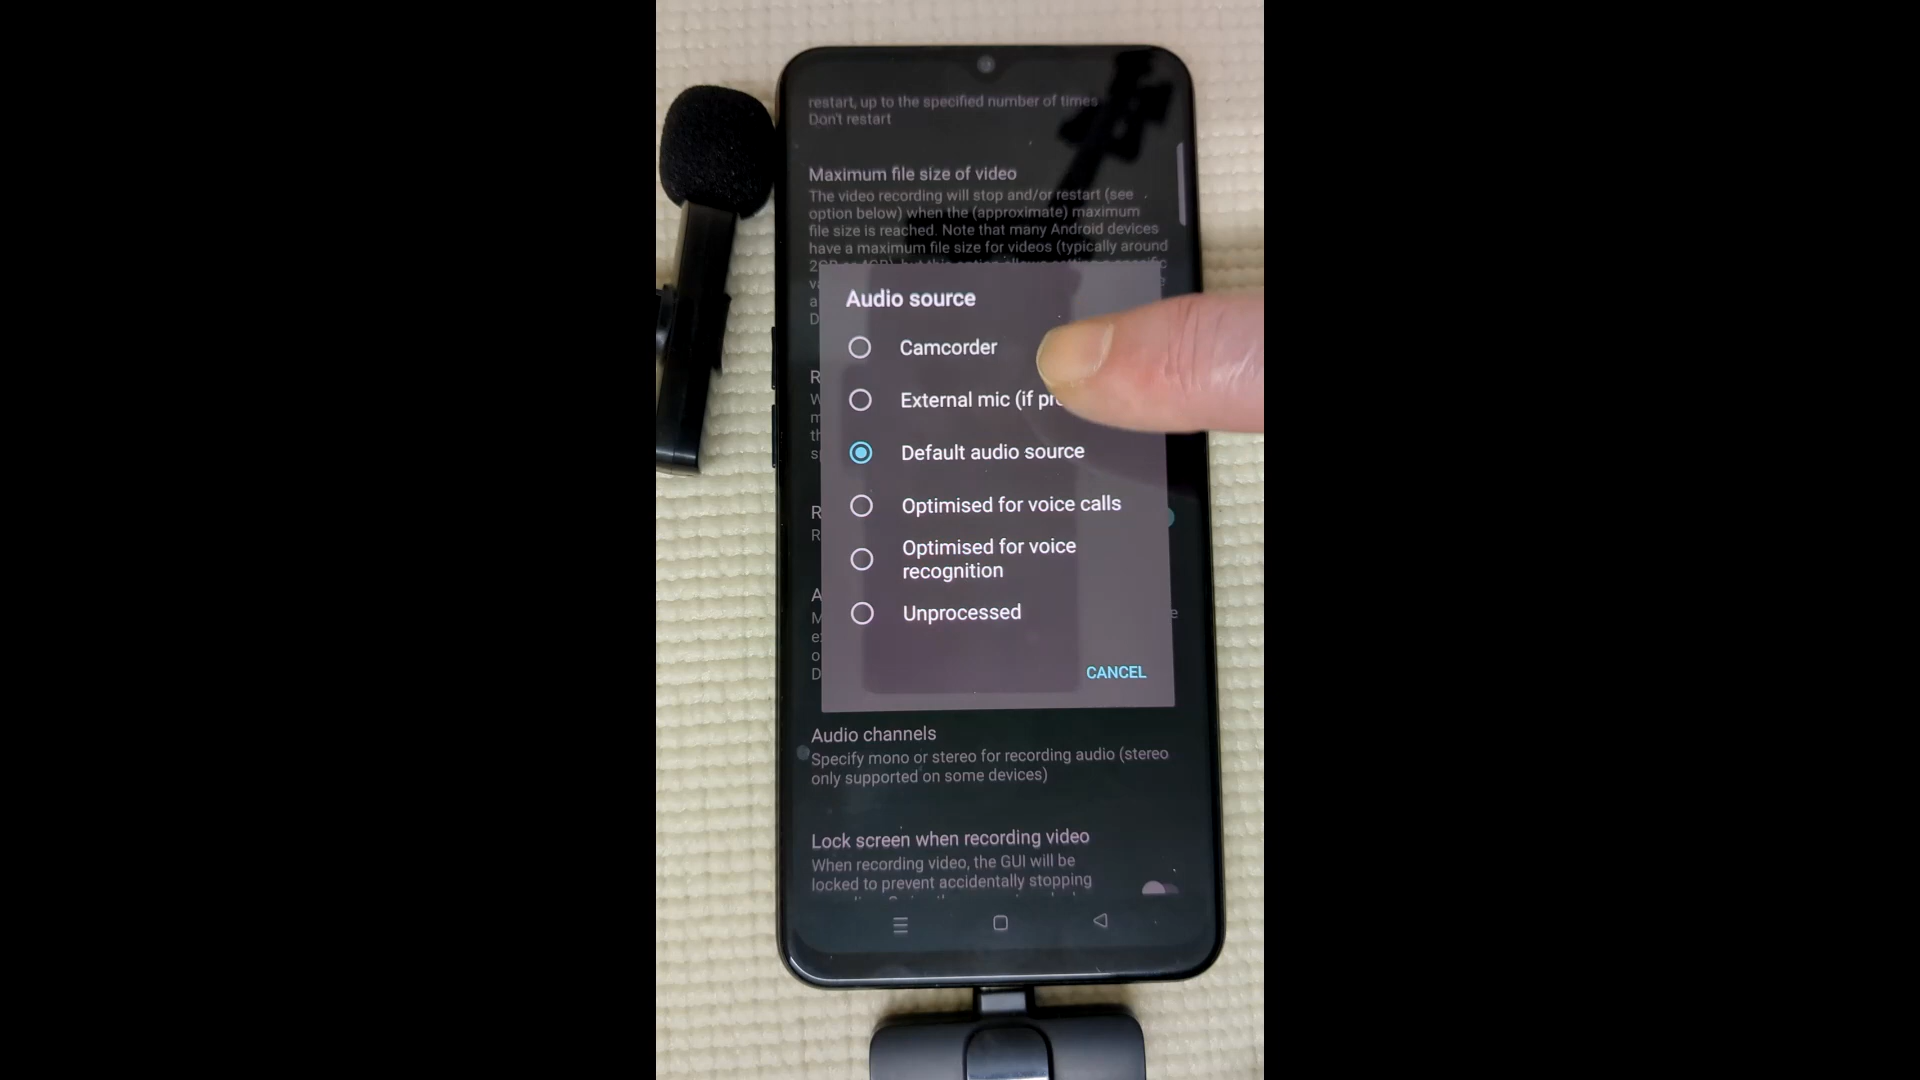 restart, up to the specified number of times
Don't restart
Maximum file size of video
The video recording will stop and/or restart (see
option below) when the (approximate) maximum
file size is reached. Note that many Android devices
have a maximum file size for videos (typically around
Audio source
Camcorder
External mic (if
Default audio source
Optimised for voice calls
Optimised for voice
recognition
Unprocessed
CANCEL
Audio channels
Specify mono or stereo for recording audio (stereo
only supported on some devices)
Lock screen when recording video
When recording video, the GUI will be
locked to prevent accidentally stopping